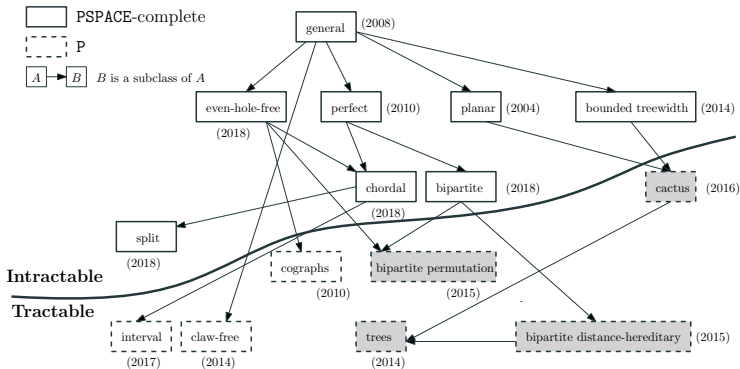 PSPACE-complete
general
(2008)
P
A
B
B is a subclass of A
even-hole-free
perfect
(2010)
planar
(2004)
bounded treewidth
(2014)
(2018)
chordal
bipartite
(2018)
cactus
(2016)
(2018)
split
(2018)
cographs
bipartite permutation
Intractable
(2010)
(2015)
Tractable
interval
claw-free
trees
bipartite distance-hereditary
(2015)
(2017)
(2014)
(2014)